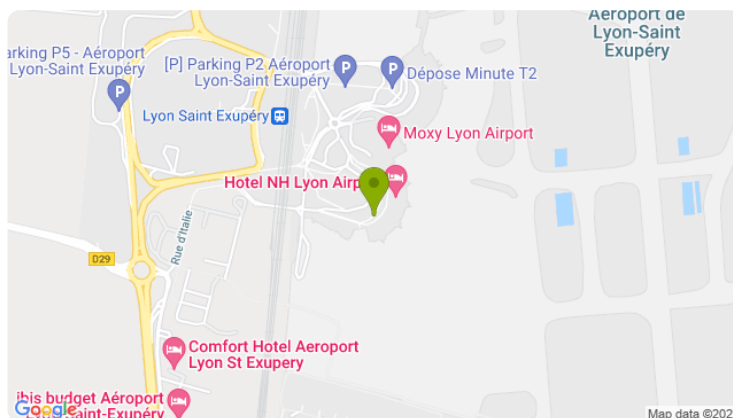 Aéroport de
Lyon-Saint
Exupéry
arking P5 - Aéroport
Lyon-Saint Exupéry
[P] Parking P2 Aéroport
Lyon-Saint Exupéry
P
P
P
Dépose Minute T2
Lyon Saint Exupéry
Moxy Lyon Airport
Hotel NH Lyon Airp
Rue d'Italie
D29
Comfort Hotel Aeroport
Lyon St Exupery
ibis budget Aéroport
Saint-Exupéry
Google
Map data ©202